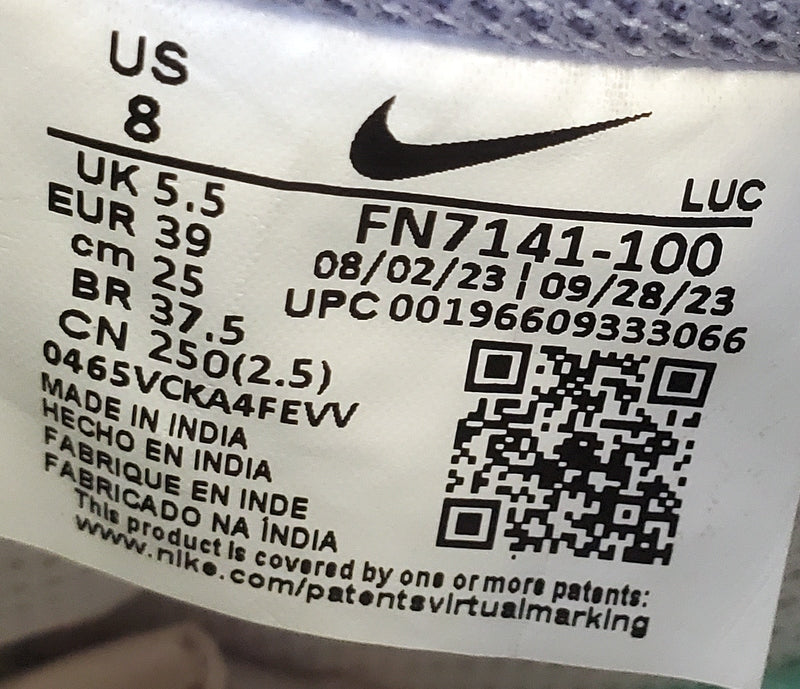 US
8
UK 5.5
EUR 39
cm 25
BR 37.5
CN 250(2.5)
0465VCKA4FEVV
MADE IN INDIA
HECHO EN INDIA
FABRIQUE EN INDE
FABRICADO NA ÍNDIA
This product is covered by one or more patents:
www.nike.com/patentsvirtualmarking
LUC
FN7141-100
08/02/23 | 09/28/23
UPC 00196609333066